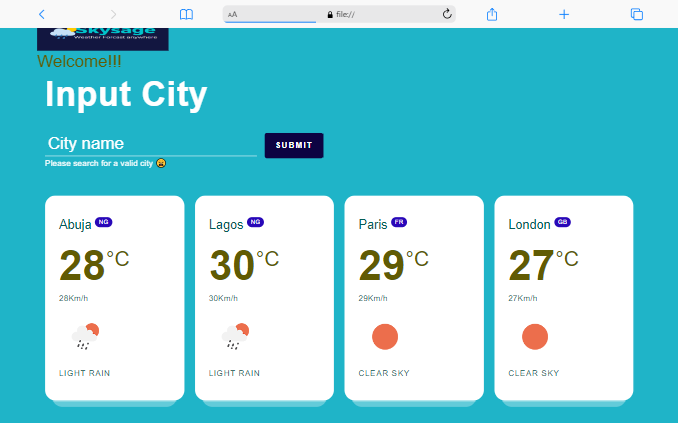 AA
file://
Skysage
Weather Forcast anywhere
Welcome!!!
Input City
City name
SUBMIT
Please search for a valid city 😩
Abuja NG
28°C
28Km/h
LIGHT RAIN
Lagos NG
30°C
30Km/h
LIGHT RAIN
Paris FR
29°C
29Km/h
CLEAR SKY
London GB
27°C
27Km/h
CLEAR SKY